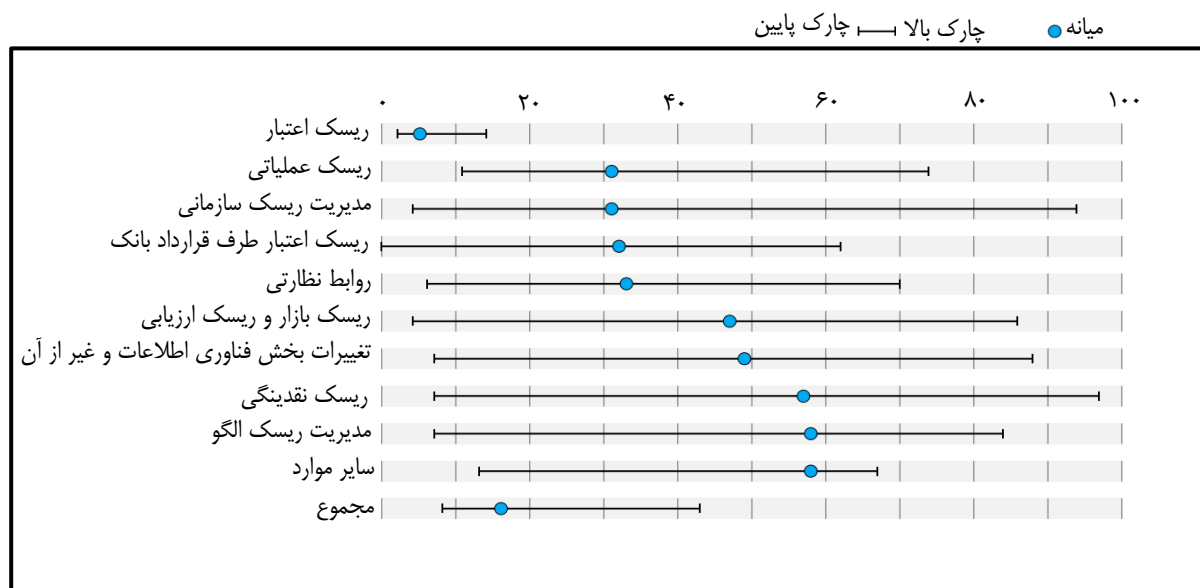 میانه چارک بالا چارک پایین
۰ ۲۰ ۴۰ ۶۰ ۸۰ ۱۰۰
ریسک اعتبار
ریسک عملیاتی
مدیریت ریسک سازمانی
ریسک اعتبار طرف قرارداد بانک
روابط نظارتی
ریسک بازار و ریسک ارزیابی
تغییرات بخش فناوری اطلاعات و غیر از آن
ریسک نقدینگی
مدیریت ریسک الگو
سایر موارد
مجموع